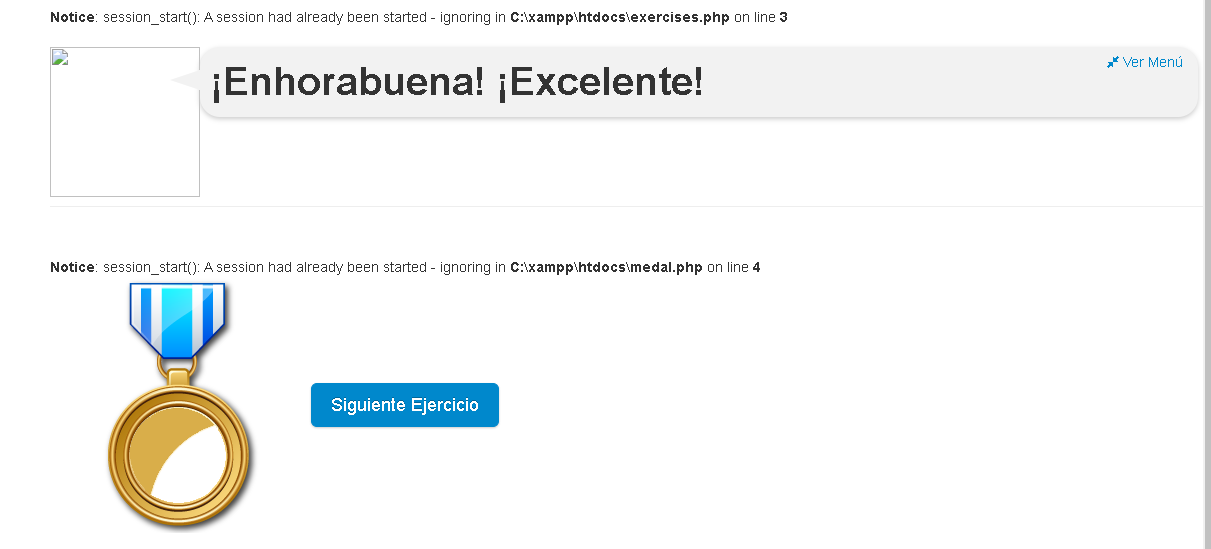 Notice: session_start(): A session had already been started - ignoring in C:\xampp\htdocs\exercises.php on line 3
¡Enhorabuena! ¡Excelente!
Ver Menú
Notice: session_start(): A session had already been started - ignoring in C:\xampp\htdocs\medal.php on line 4
Siguiente Ejercicio